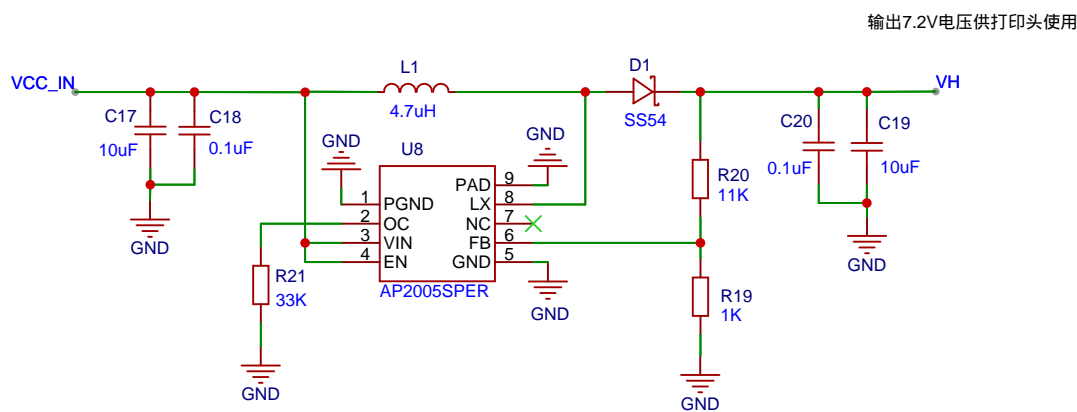 输出7.2V电压供打印头使用
VCC_IN
L1
4.7uH
D1
SS54
VH
C17
10uF
C18
0.1uF
GND
GND
U8
GND
1 PGND
2 OC
3 VIN
4 EN
PAD 9
LX 8
NC 7
FB 6
GND 5
AP2005SPER
GND
R21
33K
GND
R20
11K
R19
1K
GND
C20
0.1uF
C19
10uF
GND